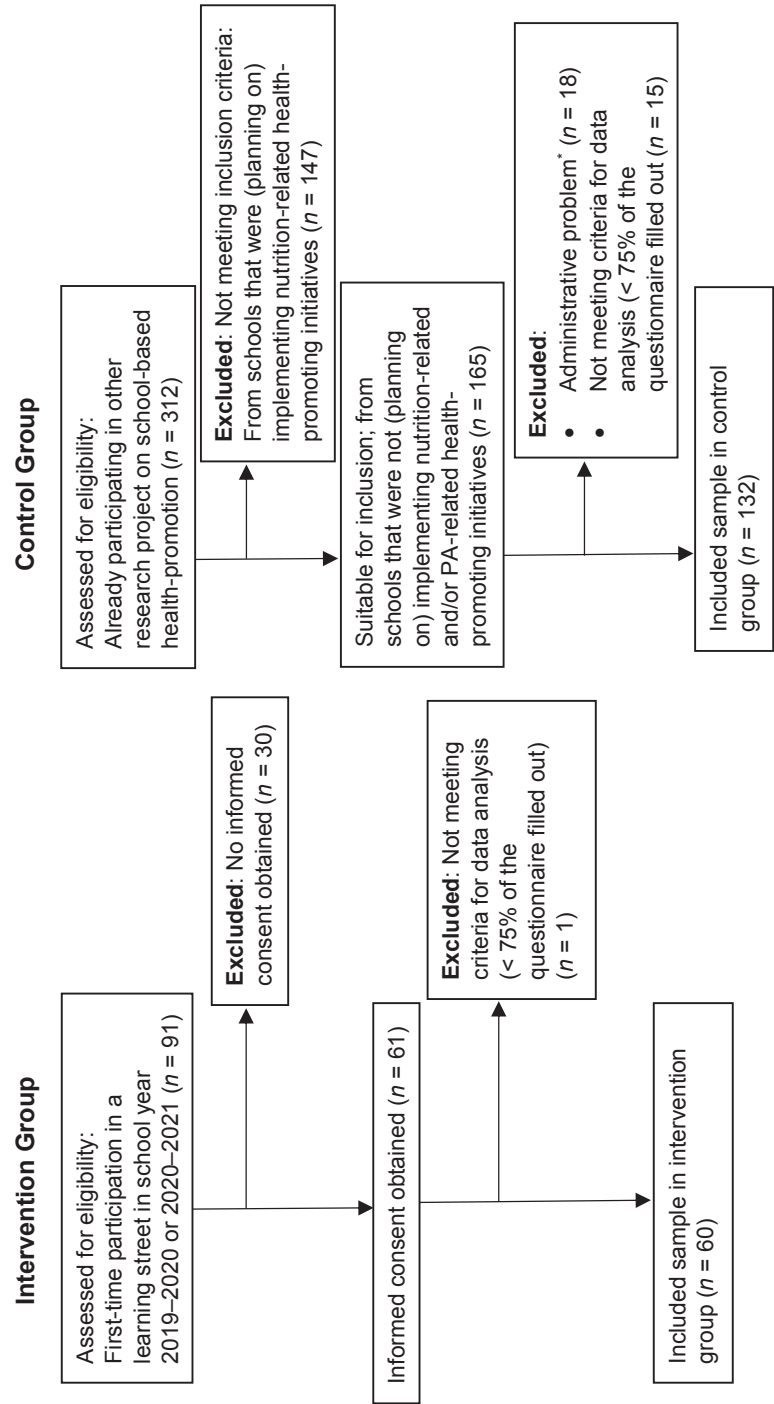 Intervention Group
Assessed for eligibility:
First-time participation in a
learning street in school year
2019–2020 or 2020–2021 (n = 91)
Excluded: No informed
consent obtained (n = 30)
Informed consent obtained (n = 61)
Excluded: Not meeting
criteria for data analysis
(< 75% of the
questionnaire filled out)
(n = 1)
Included sample in intervention
group (n = 60)
Control Group
Assessed for eligibility:
Already participating in other
research project on school-based
health-promotion (n = 312)
Excluded: Not meeting inclusion criteria:
From schools that were (planning on)
implementing nutrition-related health-
promoting initiatives (n = 147)
Suitable for inclusion; from
schools that were not (planning
on) implementing nutrition-related
and/or PA-related health-
promoting initiatives (n = 165)
Excluded:
• Administrative problem* (n = 18)
• Not meeting criteria for data
analysis (< 75% of the
questionnaire filled out (n = 15)
Included sample in control
group (n = 132)